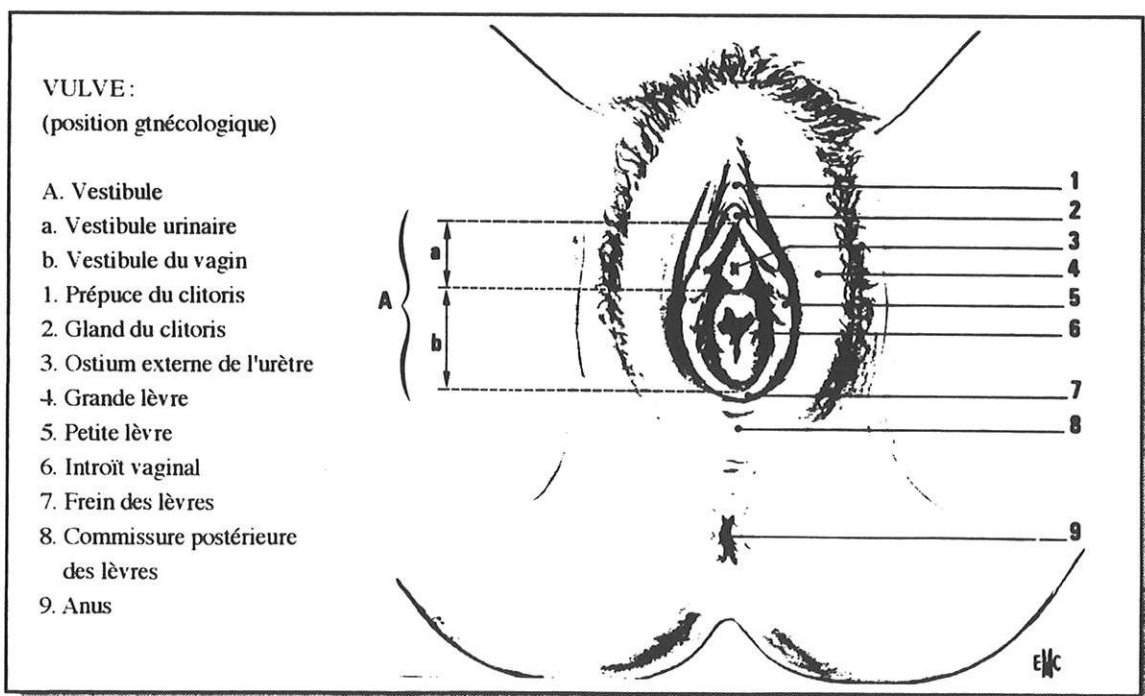 VULVE :
(position gtnécologique)
A. Vestibule
a. Vestibule urinaire
b. Vestibule du vagin
1. Prépuce du clitoris
2. Gland du clitoris
3. Ostium externe de l'urètre
4. Grande lèvre
5. Petite lèvre
6. Introït vaginal
7. Frein des lèvres
8. Commissure postérieure
des lèvres
9. Anus
A
a
b
1
2
3
4
5
6
7
8
9
EMC